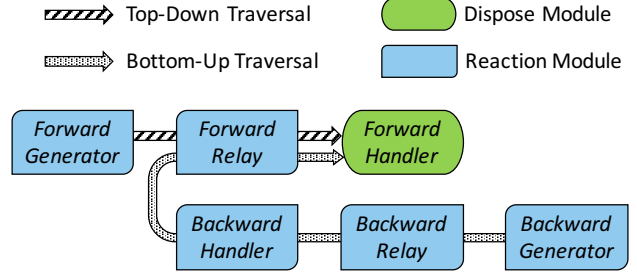 Top-Down Traversal
Dispose Module
Bottom-Up Traversal
Reaction Module
Forward
Generator
Forward
Relay
Forward
Handler
Backward
Handler
Backward
Relay
Backward
Generator